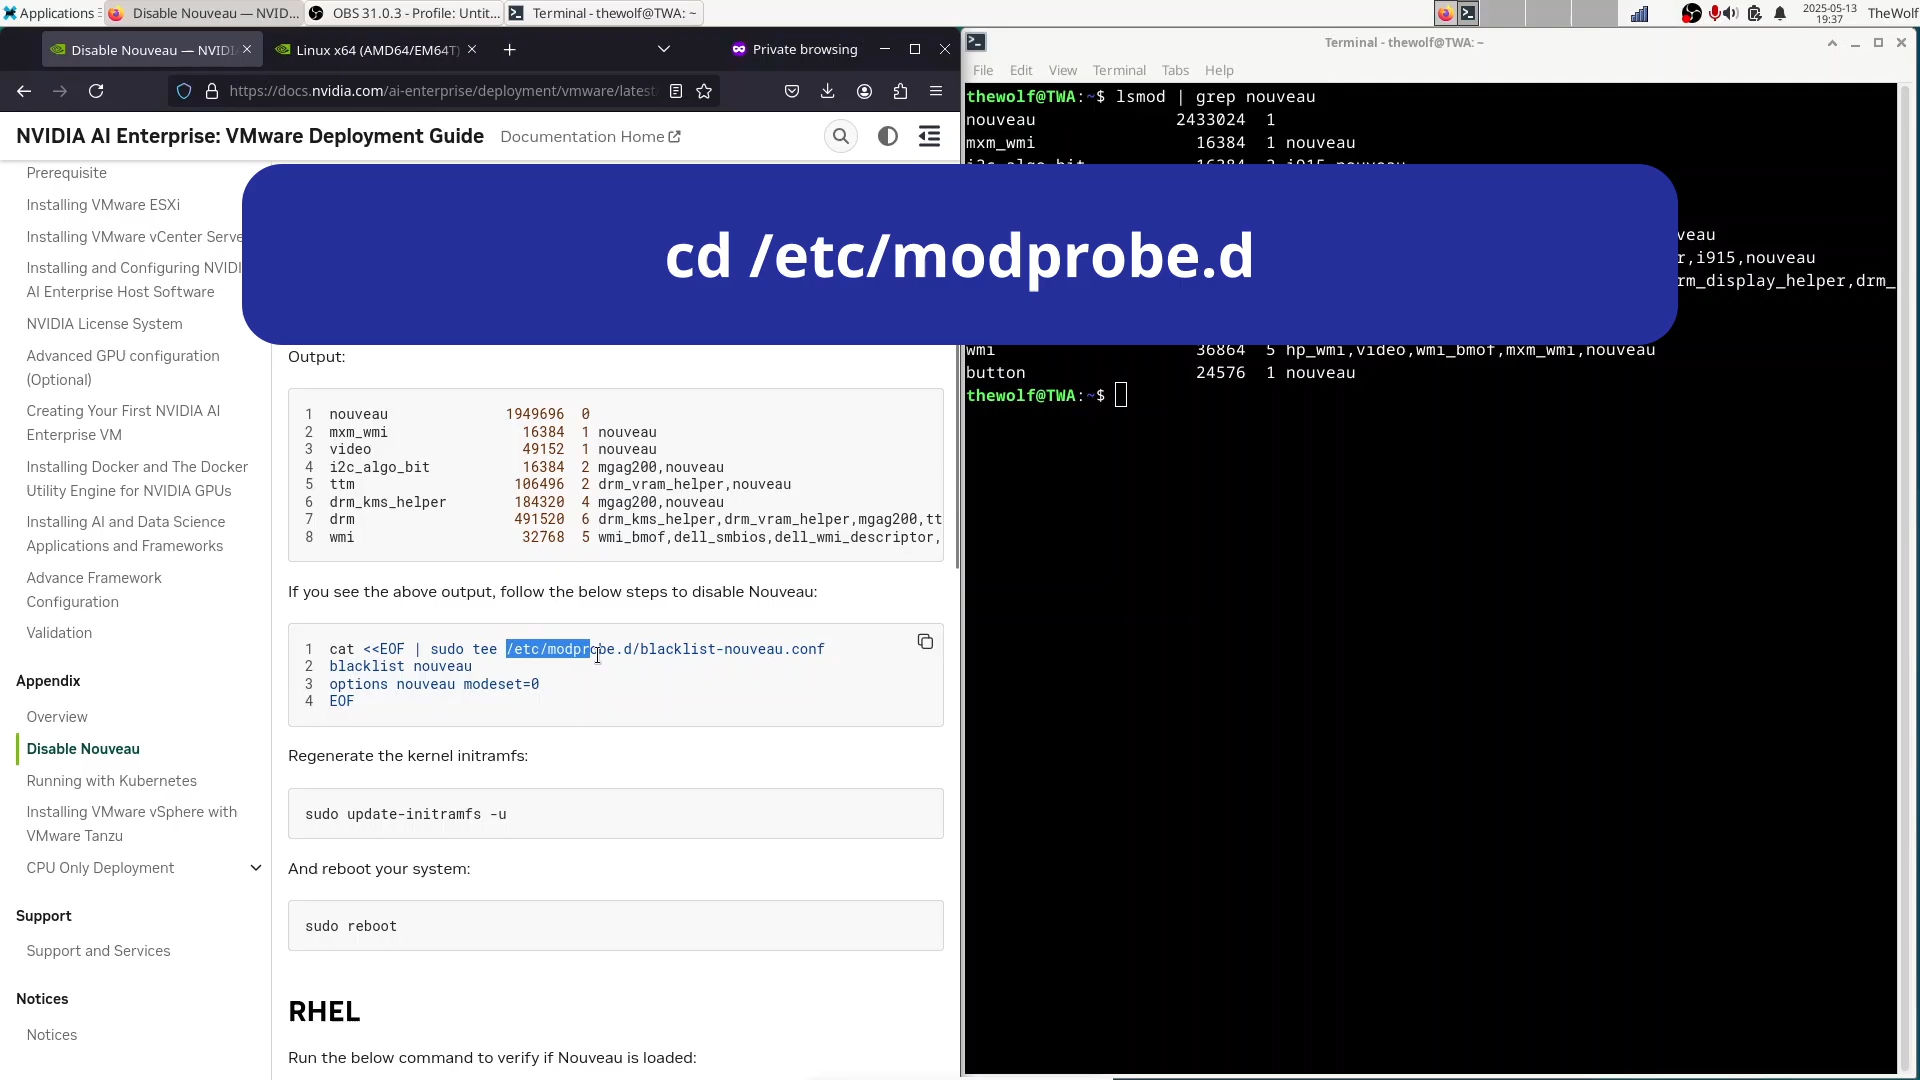 Applications
Disable Nouveau — NVID...
OBS 31.0.3 - Profile: Untit...
Terminal - thewolf@TWA: ~
2025-05-13
19:37
TheWolf
Disable Nouveau — NVIDI
Linux x64 (AMD64/EM64T)
Private browsing
https://docs.nvidia.com/ai-enterprise/deployment/vmware/latest
NVIDIA AI Enterprise: VMware Deployment Guide
Documentation Home
Prerequisite
Installing VMware ESXi
Installing VMware vCenter Serve
Installing and Configuring NVIDI
AI Enterprise Host Software
NVIDIA License System
Advanced GPU configuration
(Optional)
Creating Your First NVIDIA AI
Enterprise VM
Installing Docker and The Docker
Utility Engine for NVIDIA GPUs
Installing AI and Data Science
Applications and Frameworks
Advance Framework
Configuration
Validation
Appendix
Overview
Disable Nouveau
Running with Kubernetes
Installing VMware vSphere with
VMware Tanzu
CPU Only Deployment
Support
Support and Services
Notices
Notices
cd /etc/modprobe.d
Output:
1 nouveau 1949696 0
2 mxm_wmi 16384 1 nouveau
3 video 49152 1 nouveau
4 i2c_algo_bit 16384 2 mgag200,nouveau
5 ttm 106496 2 drm_vram_helper,nouveau
6 drm_kms_helper 184320 4 mgag200,nouveau
7 drm 491520 6 drm_kms_helper,drm_vram_helper,mgag200,tt
8 wmi 32768 5 wmi_bmof,dell_smbios,dell_wmi_descriptor,
If you see the above output, follow the below steps to disable Nouveau:
1 cat <<EOF | sudo tee /etc/modprobe.d/blacklist-nouveau.conf
2 blacklist nouveau
3 options nouveau modeset=0
4 EOF
Regenerate the kernel initramfs:
sudo update-initramfs -u
And reboot your system:
sudo reboot
RHEL
Run the below command to verify if Nouveau is loaded:
Terminal - thewolf@TWA: ~
File Edit View Terminal Tabs Help
thewolf@TWA:~$ lsmod | grep nouveau
nouveau 2433024 1
mxm_wmi 16384 1 nouveau
i2c_algo_bit 16384 2 i915,nouveau
veau
r,i915,nouveau
rm_display_helper,drm_
wmi 36864 5 hp_wmi,video,wmi_bmof,mxm_wmi,nouveau
button 24576 1 nouveau
thewolf@TWA:~$